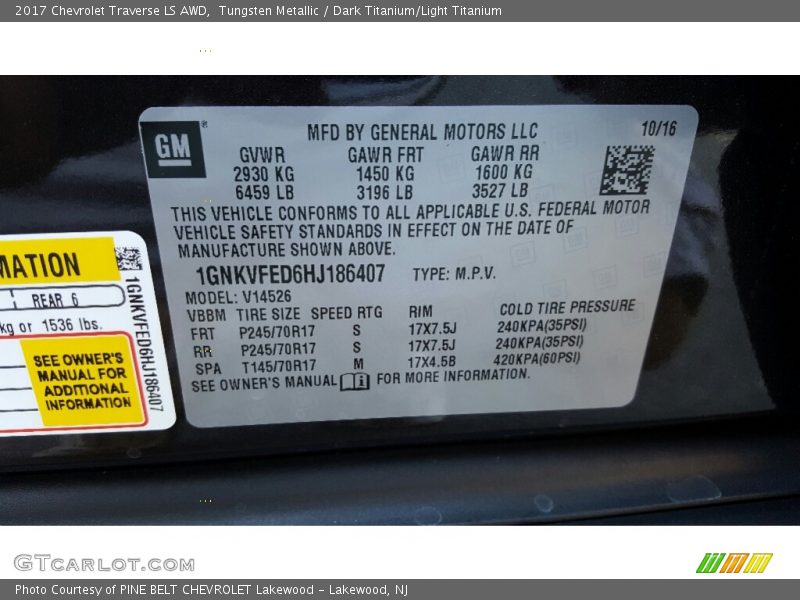 2017 Chevrolet Traverse LS AWD,  Tungsten Metallic / Dark Titanium/Light Titanium
GM®
MFD BY GENERAL MOTORS LLC 10/16
GVWR GAWR FRT GAWR RR
2930 KG 1450 KG 1600 KG
6459 LB 3196 LB 3527 LB
THIS VEHICLE CONFORMS TO ALL APPLICABLE U.S. FEDERAL MOTOR
VEHICLE SAFETY STANDARDS IN EFFECT ON THE DATE OF
MANUFACTURE SHOWN ABOVE.
1GNKVFED6HJ186407 TYPE: M.P.V.
MODEL: V14526
VBBM TIRE SIZE SPEED RTG RIM COLD TIRE PRESSURE
FRT P245/70R17 S 17X7.5J 240KPA(35PSI)
RR P245/70R17 S 17X7.5J 240KPA(35PSI)
SPA T145/70R17 M 17X4.5B 420KPA(60PSI)
SEE OWNER'S MANUAL FOR MORE INFORMATION.
MATION
REAR 6
kg or 1536 lbs.
SEE OWNER'S
MANUAL FOR
ADDITIONAL
INFORMATION
1GNKVFED6HJ186407
GTCARLOT.COM
Photo Courtesy of PINE BELT CHEVROLET Lakewood - Lakewood, NJ